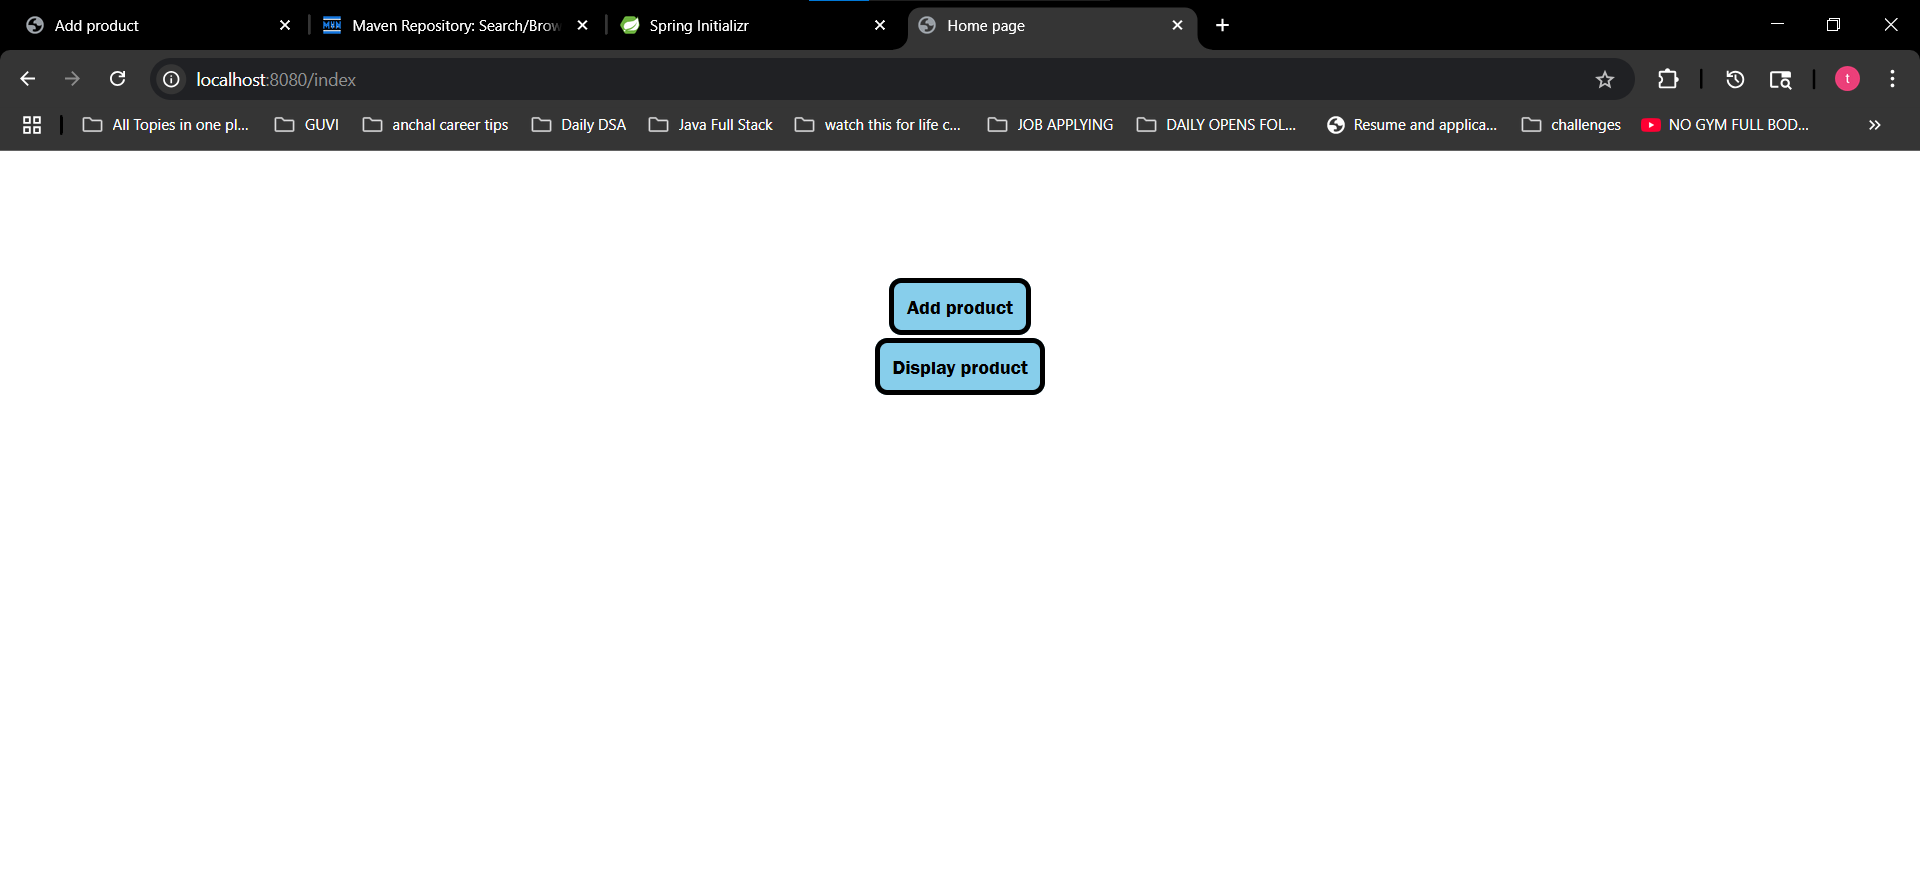 Add product
Maven Repository: Search/Brow
Spring Initializr
Home page
localhost:8080/index
t
All Topies in one pl...
GUVI
anchal career tips
Daily DSA
Java Full Stack
watch this for life c...
JOB APPLYING
DAILY OPENS FOL...
Resume and applica...
challenges
NO GYM FULL BOD...
Add product
Display product